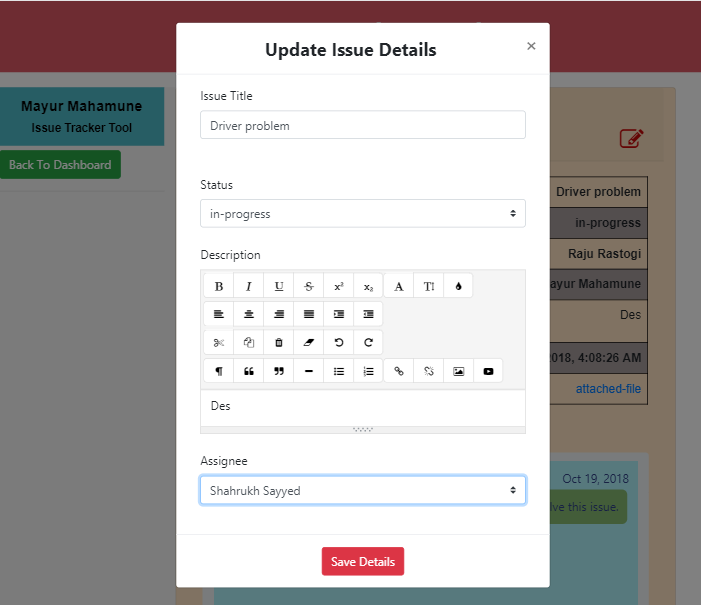 Update Issue Details
×
Mayur Mahamune
Issue Tracker Tool
Back To Dashboard
Issue Title
Driver problem
Status
in-progress
Description
B I U S x² x₂ A TI
Des
Assignee
Shahrukh Sayyed
Save Details
Driver problem
in-progress
Raju Rastogi
Mahamune
Des
2018, 4:08:26 AM
attached-file
Oct 19, 2018
this issue.